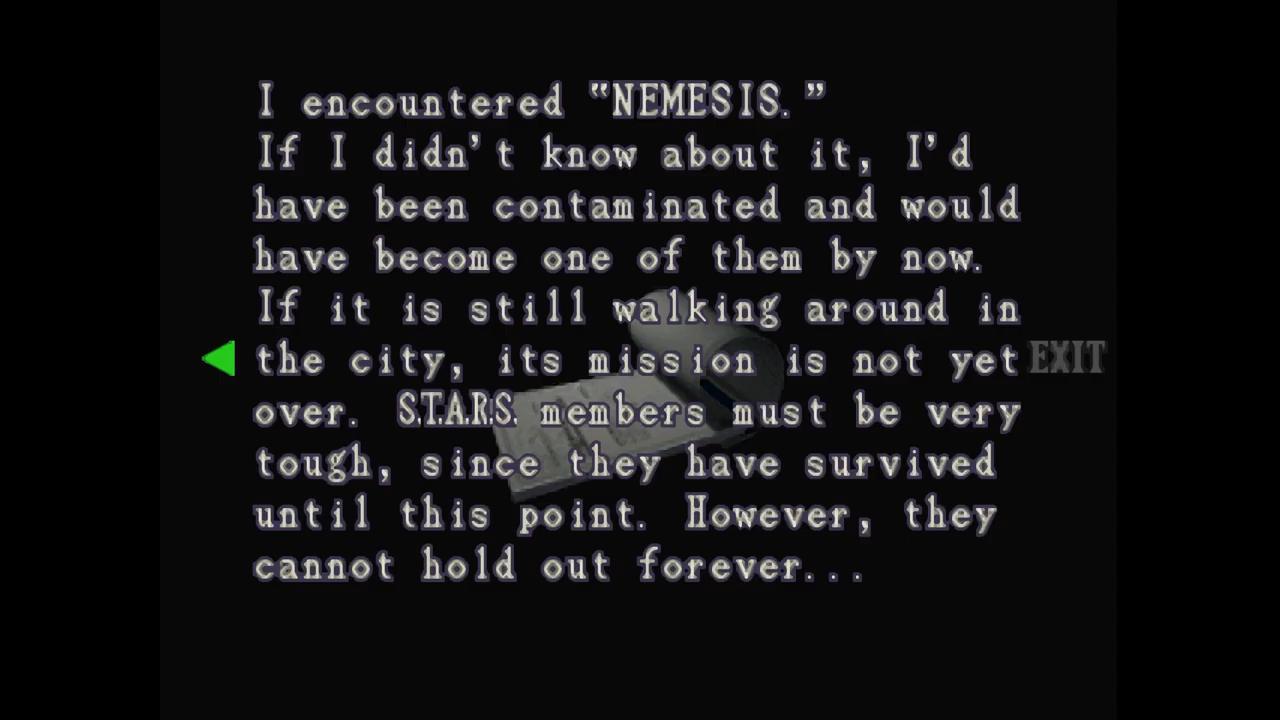 I encountered “NEMESIS.”
If I didn't know about it, I'd
have been contaminated and would
have become one of them by now.
If it is still walking around in
the city, its mission is not yet
EXIT
over. S.T.A.R.S. members must be very
tough, since they have survived
until this point. However, they
cannot hold out forever...